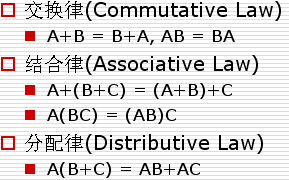 交换律(Commutative Law)
A+B = B+A, AB = BA
结合律(Associative Law)
A+(B+C) = (A+B)+C
A(BC) = (AB)C
分配律(Distributive Law)
A(B+C) = AB+AC